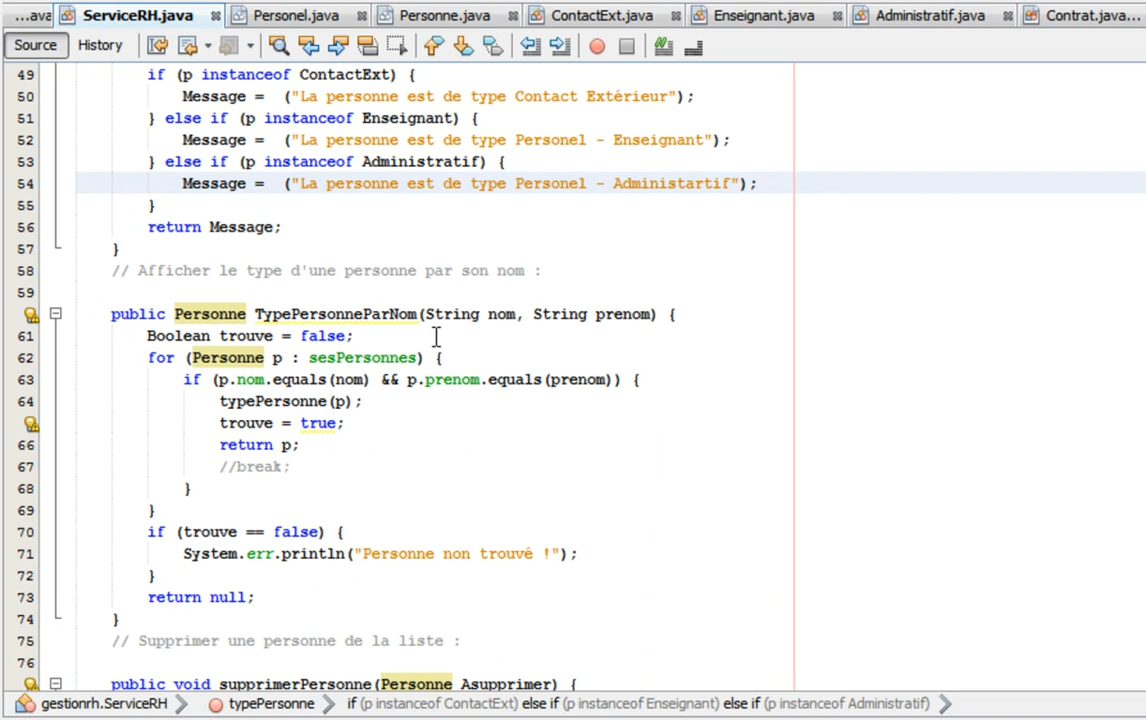 ...ava ServiceRH.java Personel.java Personne.java ContactExt.java Enseignant.java Administratif.java Contrat.java...
Source History
49 if (p instanceof ContactExt) {
50 Message = ("La personne est de type Contact Extérieur");
51 } else if (p instanceof Enseignant) {
52 Message = ("La personne est de type Personel - Enseignant");
53 } else if (p instanceof Administratif) {
54 Message = ("La personne est de type Personel - Administartif");
55 }
56 return Message;
57 }
58 // Afficher le type d'une personne par son nom :
59
public Personne TypePersonneParNom(String nom, String prenom) {
61 Boolean trouve = false;
62 for (Personne p : sesPersonnes) {
63 if (p.nom.equals(nom) && p.prenom.equals(prenom)) {
64 typePersonne(p);
trouve = true;
66 return p;
67 //break;
68 }
69 }
70 if (trouve == false) {
71 System.err.println("Personne non trouvé !");
72 }
73 return null;
74 }
75 // Supprimer une personne de la liste :
76
public void supprimerPersonne(Personne Asupprimer) {
gestionrh.ServiceRH typePersonne if (p instanceof ContactExt) else if (p instanceof Enseignant) else if (p instanceof Administratif)